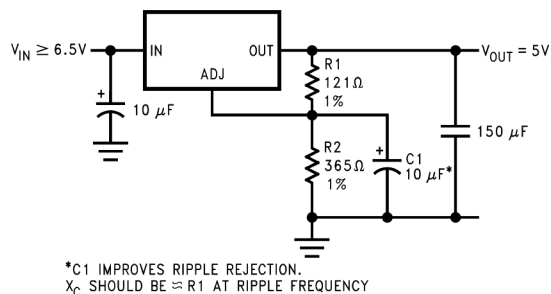 V_IN ≥ 6.5V
IN
OUT
ADJ
V_OUT = 5V
+
10 µF
R1
121Ω
1%
R2
365Ω
1%
+
C1
10 µF*
150 µF
*C1 IMPROVES RIPPLE REJECTION.
X_C SHOULD BE ≈ R1 AT RIPPLE FREQUENCY